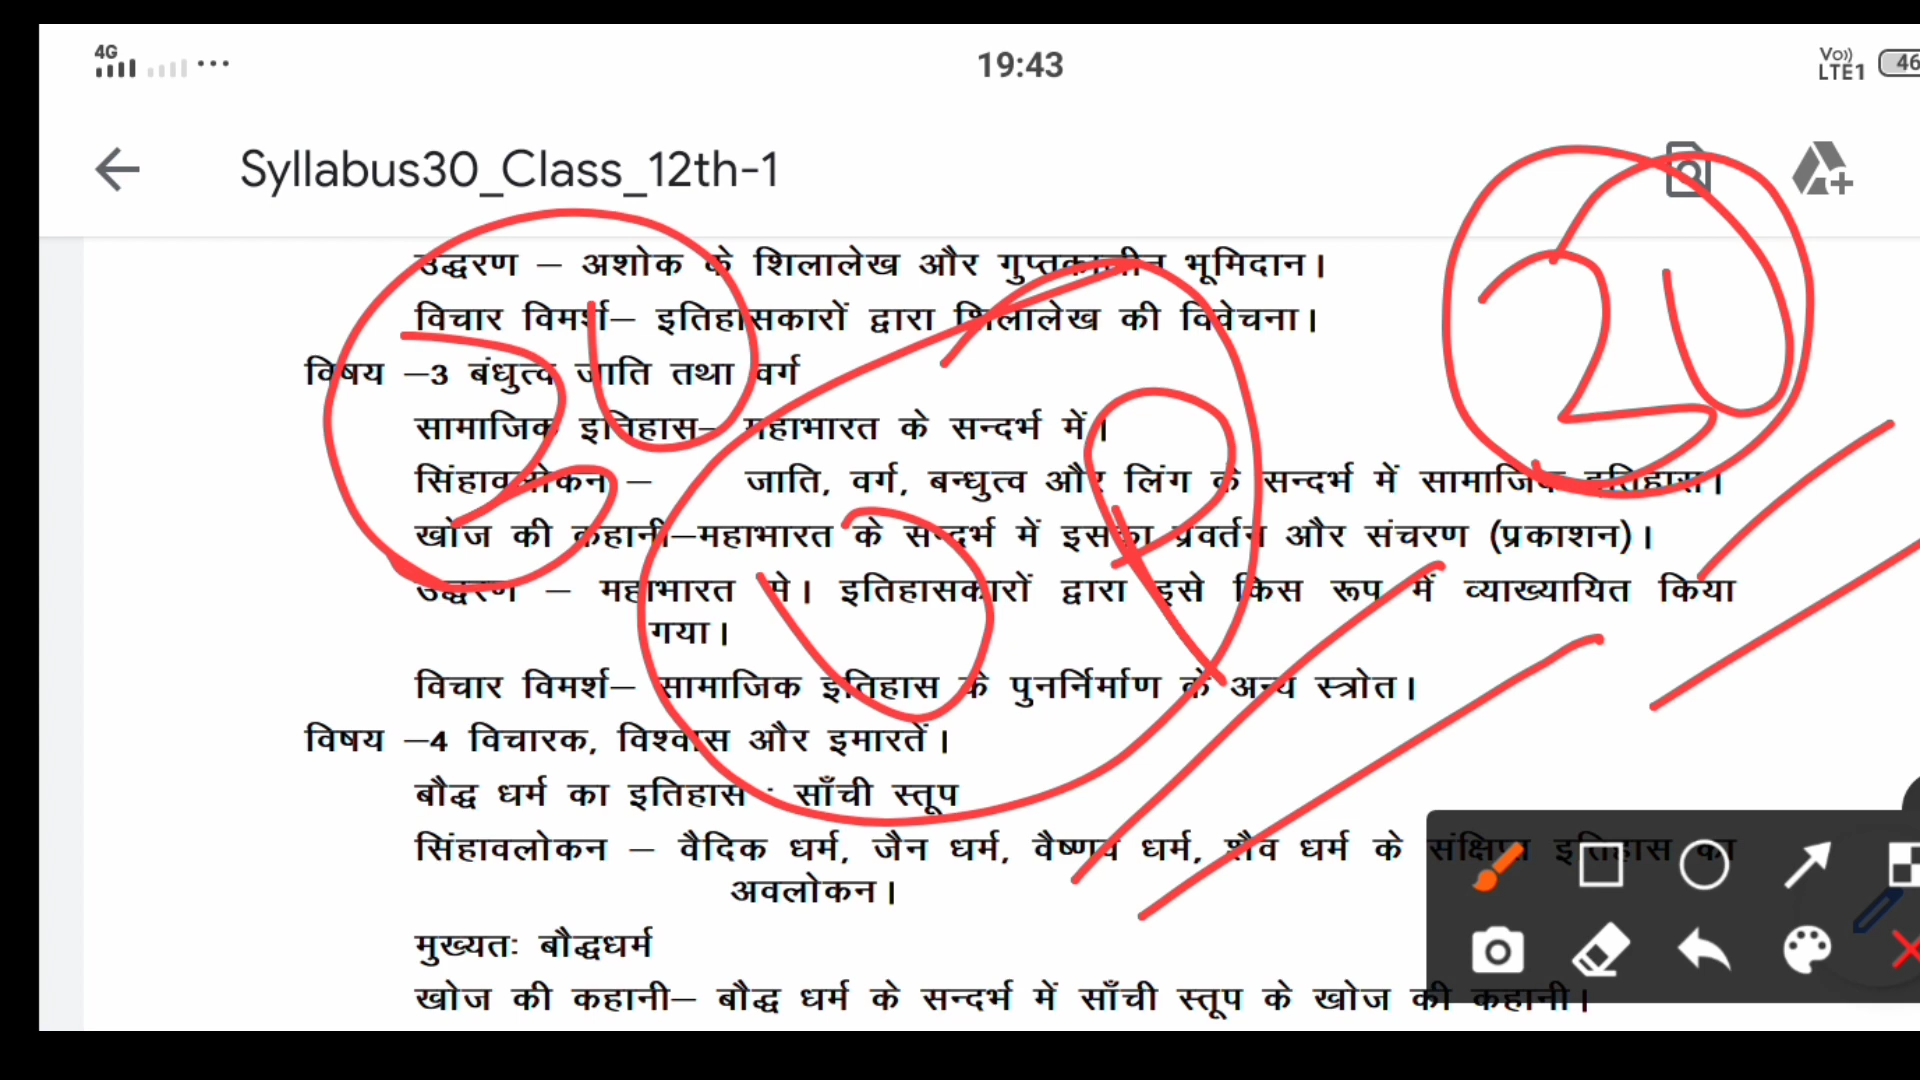 4G 19:43 Vo)) LTE1 46
Syllabus30_Class_12th-1
उद्धरण – अशोक के शिलालेख और गुप्तकालीन भूमिदान।
विचार विमर्श– इतिहासकारों द्वारा शिलालेख की विवेचना।
विषय –3 बंधुत्व जाति तथा वर्ग
सामाजिक इतिहास– महाभारत के सन्दर्भ में।
सिंहावलोकन – जाति, वर्ग, बन्धुत्व और लिंग के सन्दर्भ में सामाजिक इतिहास।
खोज की कहानी–महाभारत के सन्दर्भ में इसका प्रवर्तन और संचरण (प्रकाशन)।
उद्धरण – महाभारत से। इतिहासकारों द्वारा इसे किस रूप में व्याख्यायित किया
गया।
विचार विमर्श– सामाजिक इतिहास के पुनर्निर्माण के अन्य स्त्रोत।
विषय –4 विचारक, विश्वास और इमारतें।
बौद्ध धर्म का इतिहास : साँची स्तूप
सिंहावलोकन – वैदिक धर्म, जैन धर्म, वैष्णव धर्म, शैव धर्म के संक्षिप्त इतिहास का
अवलोकन।
मुख्यतः बौद्धधर्म
खोज की कहानी– बौद्ध धर्म के सन्दर्भ में साँची स्तूप के खोज की कहानी।
20